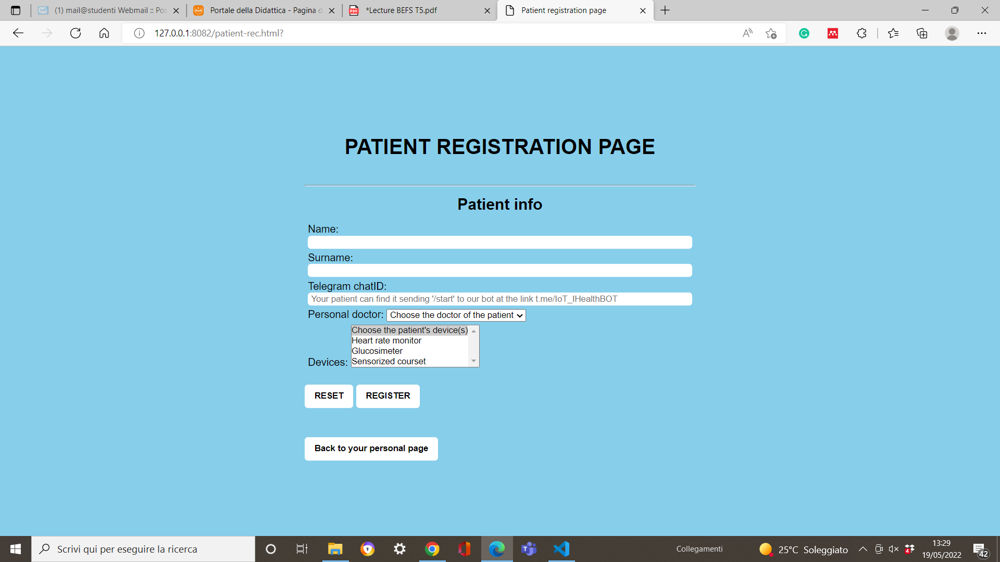 (1) mail@studenti Webmail :: Pos
Portale della Didattica - Pagina d
*Lecture BEFS T5.pdf
Patient registration page
127.0.0.1:8082/patient-rec.html?
PATIENT REGISTRATION PAGE
Patient info
Name:
Surname:
Telegram chatID:
Your patient can find it sending '/start' to our bot at the link t.me/IoT_IHealthBOT
Personal doctor: Choose the doctor of the patient
Choose the patient's device(s)
Heart rate monitor
Glucosimeter
Devices: Sensorized courset
RESET REGISTER
Back to your personal page
Scrivi qui per eseguire la ricerca
Collegamenti
25°C Soleggiato
4
13:29
19/05/2022
42